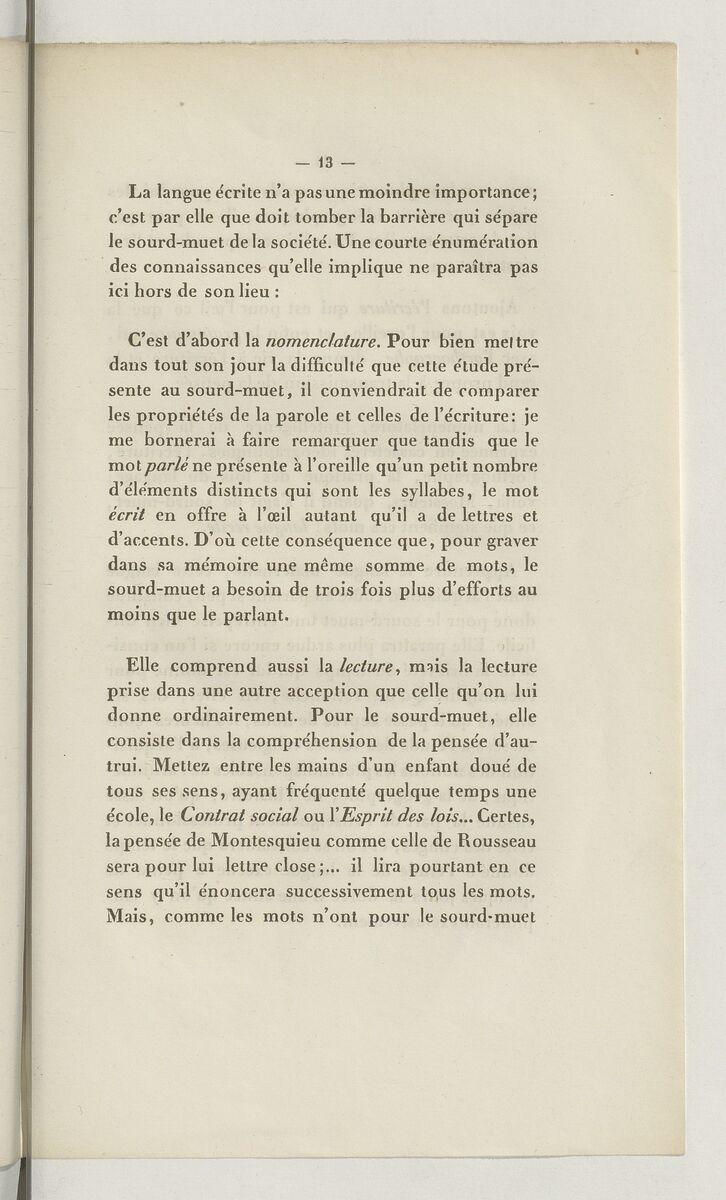 — 13 —
La langue écrite n'a pas une moindre importance;
c'est par elle que doit tomber la barrière qui sépare
le sourd-muet de la société. Une courte énumération
des connaissances qu'elle implique ne paraîtra pas
ici hors de son lieu :
C'est d'abord la nomenclature. Pour bien mettre
dans tout son jour la difficulté que cette étude pré-
sente au sourd-muet, il conviendrait de comparer
les propriétés de la parole et celles de l'écriture: je
me bornerai à faire remarquer que tandis que le
mot parlé ne présente à l'oreille qu'un petit nombre
d'éléments distincts qui sont les syllabes, le mot
écrit en offre à l'œil autant qu'il a de lettres et
d'accents. D'où cette conséquence que, pour graver
dans sa mémoire une même somme de mots, le
sourd-muet a besoin de trois fois plus d'efforts au
moins que le parlant.
Elle comprend aussi la lecture, mais la lecture
prise dans une autre acception que celle qu'on lui
donne ordinairement. Pour le sourd-muet, elle
consiste dans la compréhension de la pensée d'au-
trui. Mettez entre les mains d'un enfant doué de
tous ses sens, ayant fréquenté quelque temps une
école, le Contrat social ou l'Esprit des lois... Certes,
la pensée de Montesquieu comme celle de Rousseau
sera pour lui lettre close;... il lira pourtant en ce
sens qu'il énoncera successivement tous les mots.
Mais, comme les mots n'ont pour le sourd-muet